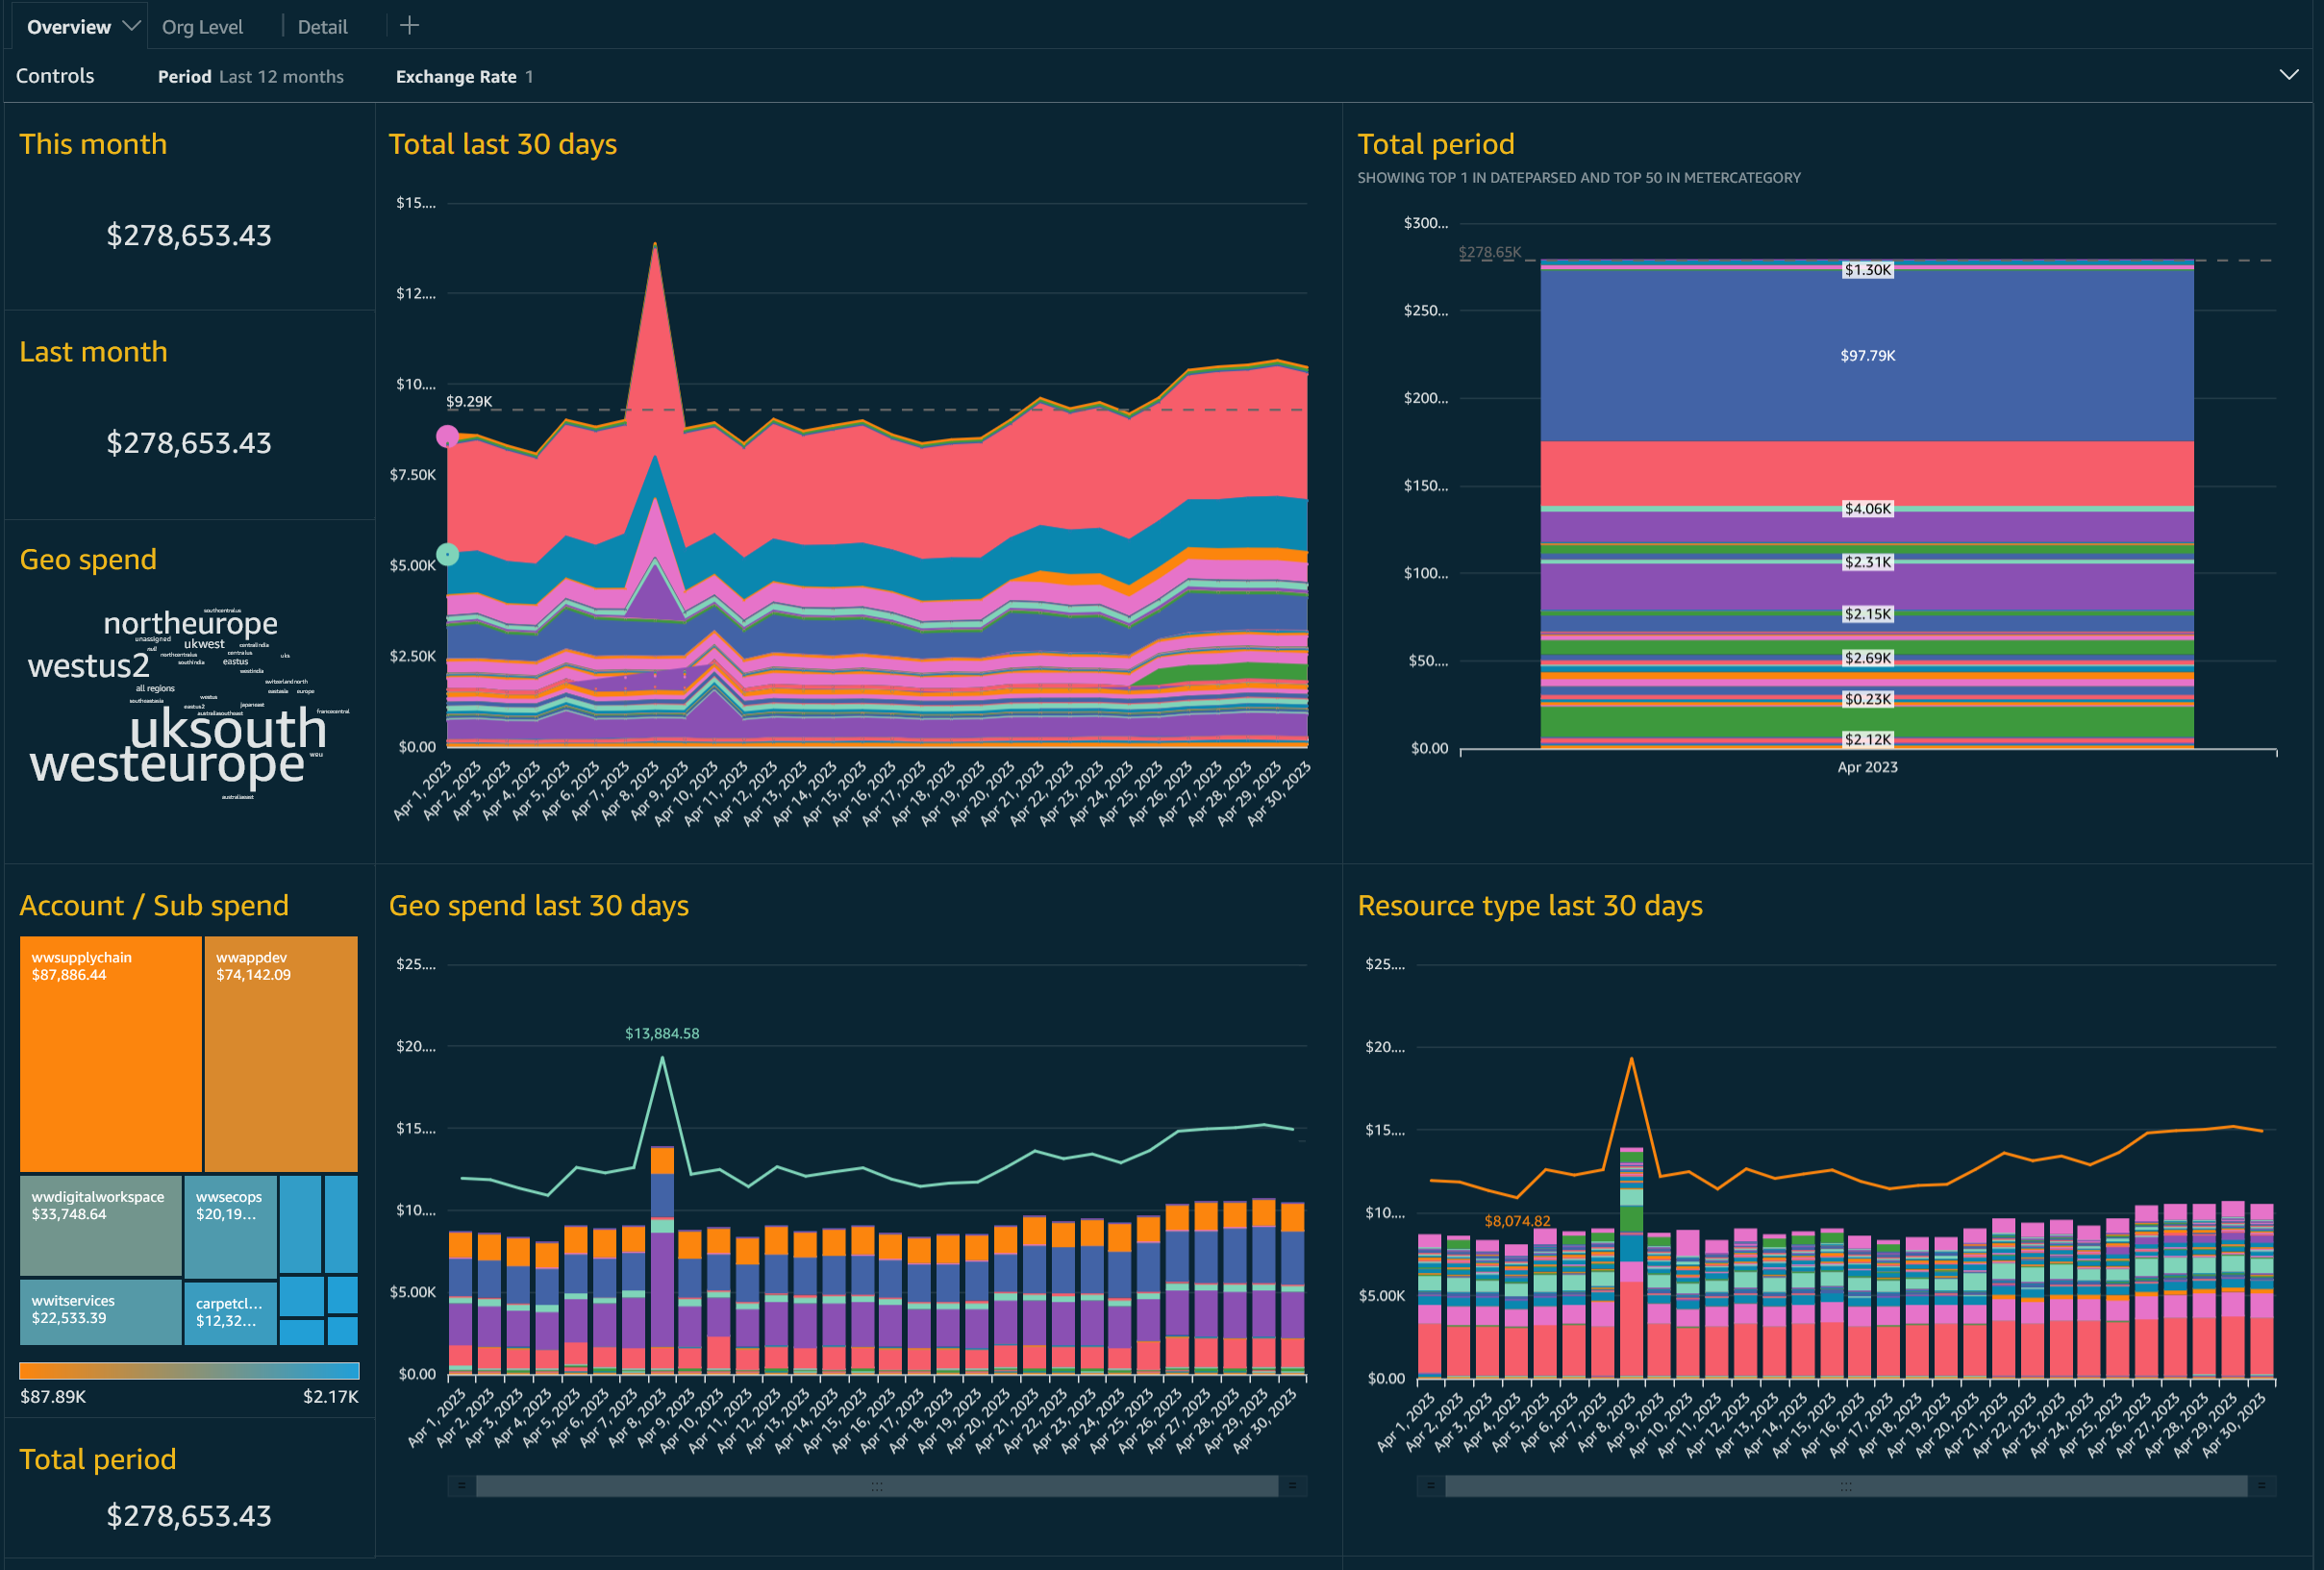 Overview
Org Level
Detail
Controls
Period Last 12 months
Exchange Rate 1
This month
$278,653.43
Last month
$278,653.43
Geo spend
southcentralus
northeurope
unassigned
ukwest
centralindia
null
northcentralus
centralus
uks
westus2
southindia
eastus
westindia
switzerlandnorth
all regions
eastasia
europe
westus
southeastasia
eastus2
japaneast
australiasoutheast
francecentral
uksouth
westeurope
weu
australiaeast
Total last 30 days
$15....
$12....
$10....
$9.29K
$7.50K
$5.00K
$2.50K
$0.00
Apr 1, 2023
Apr 2, 2023
Apr 3, 2023
Apr 4, 2023
Apr 5, 2023
Apr 6, 2023
Apr 7, 2023
Apr 8, 2023
Apr 9, 2023
Apr 10, 2023
Apr 11, 2023
Apr 12, 2023
Apr 13, 2023
Apr 14, 2023
Apr 15, 2023
Apr 16, 2023
Apr 17, 2023
Apr 18, 2023
Apr 19, 2023
Apr 20, 2023
Apr 21, 2023
Apr 22, 2023
Apr 23, 2023
Apr 24, 2023
Apr 25, 2023
Apr 26, 2023
Apr 27, 2023
Apr 28, 2023
Apr 29, 2023
Apr 30, 2023
Total period
SHOWING TOP 1 IN DATEPARSED AND TOP 50 IN METERCATEGORY
$300...
$278.65K
$1.30K
$250...
$97.79K
$200...
$150...
$4.06K
$2.31K
$100...
$2.15K
$50....
$2.69K
$0.23K
$2.12K
$0.00
Apr 2023
Account / Sub spend
wwsupplychain
$87,886.44
wwappdev
$74,142.09
wwdigitalworkspace
$33,748.64
wwsecops
$20,19...
wwitservices
$22,533.39
carpetcl...
$12,32...
$87.89K
$2.17K
Total period
$278,653.43
Geo spend last 30 days
$25....
$13,884.58
$20....
$15....
$10....
$5.00K
$0.00
Apr 1, 2023
Apr 2, 2023
Apr 3, 2023
Apr 4, 2023
Apr 5, 2023
Apr 6, 2023
Apr 7, 2023
Apr 8, 2023
Apr 9, 2023
Apr 10, 2023
Apr 11, 2023
Apr 12, 2023
Apr 13, 2023
Apr 14, 2023
Apr 15, 2023
Apr 16, 2023
Apr 17, 2023
Apr 18, 2023
Apr 19, 2023
Apr 20, 2023
Apr 21, 2023
Apr 22, 2023
Apr 23, 2023
Apr 24, 2023
Apr 25, 2023
Apr 26, 2023
Apr 27, 2023
Apr 28, 2023
Apr 29, 2023
Apr 30, 2023
Resource type last 30 days
$25....
$20....
$15....
$10....
$8,074.82
$5.00K
$0.00
Apr 1, 2023
Apr 2, 2023
Apr 3, 2023
Apr 4, 2023
Apr 5, 2023
Apr 6, 2023
Apr 7, 2023
Apr 8, 2023
Apr 9, 2023
Apr 10, 2023
Apr 11, 2023
Apr 12, 2023
Apr 13, 2023
Apr 14, 2023
Apr 15, 2023
Apr 16, 2023
Apr 17, 2023
Apr 18, 2023
Apr 19, 2023
Apr 20, 2023
Apr 21, 2023
Apr 22, 2023
Apr 23, 2023
Apr 24, 2023
Apr 25, 2023
Apr 26, 2023
Apr 27, 2023
Apr 28, 2023
Apr 29, 2023
Apr 30, 2023